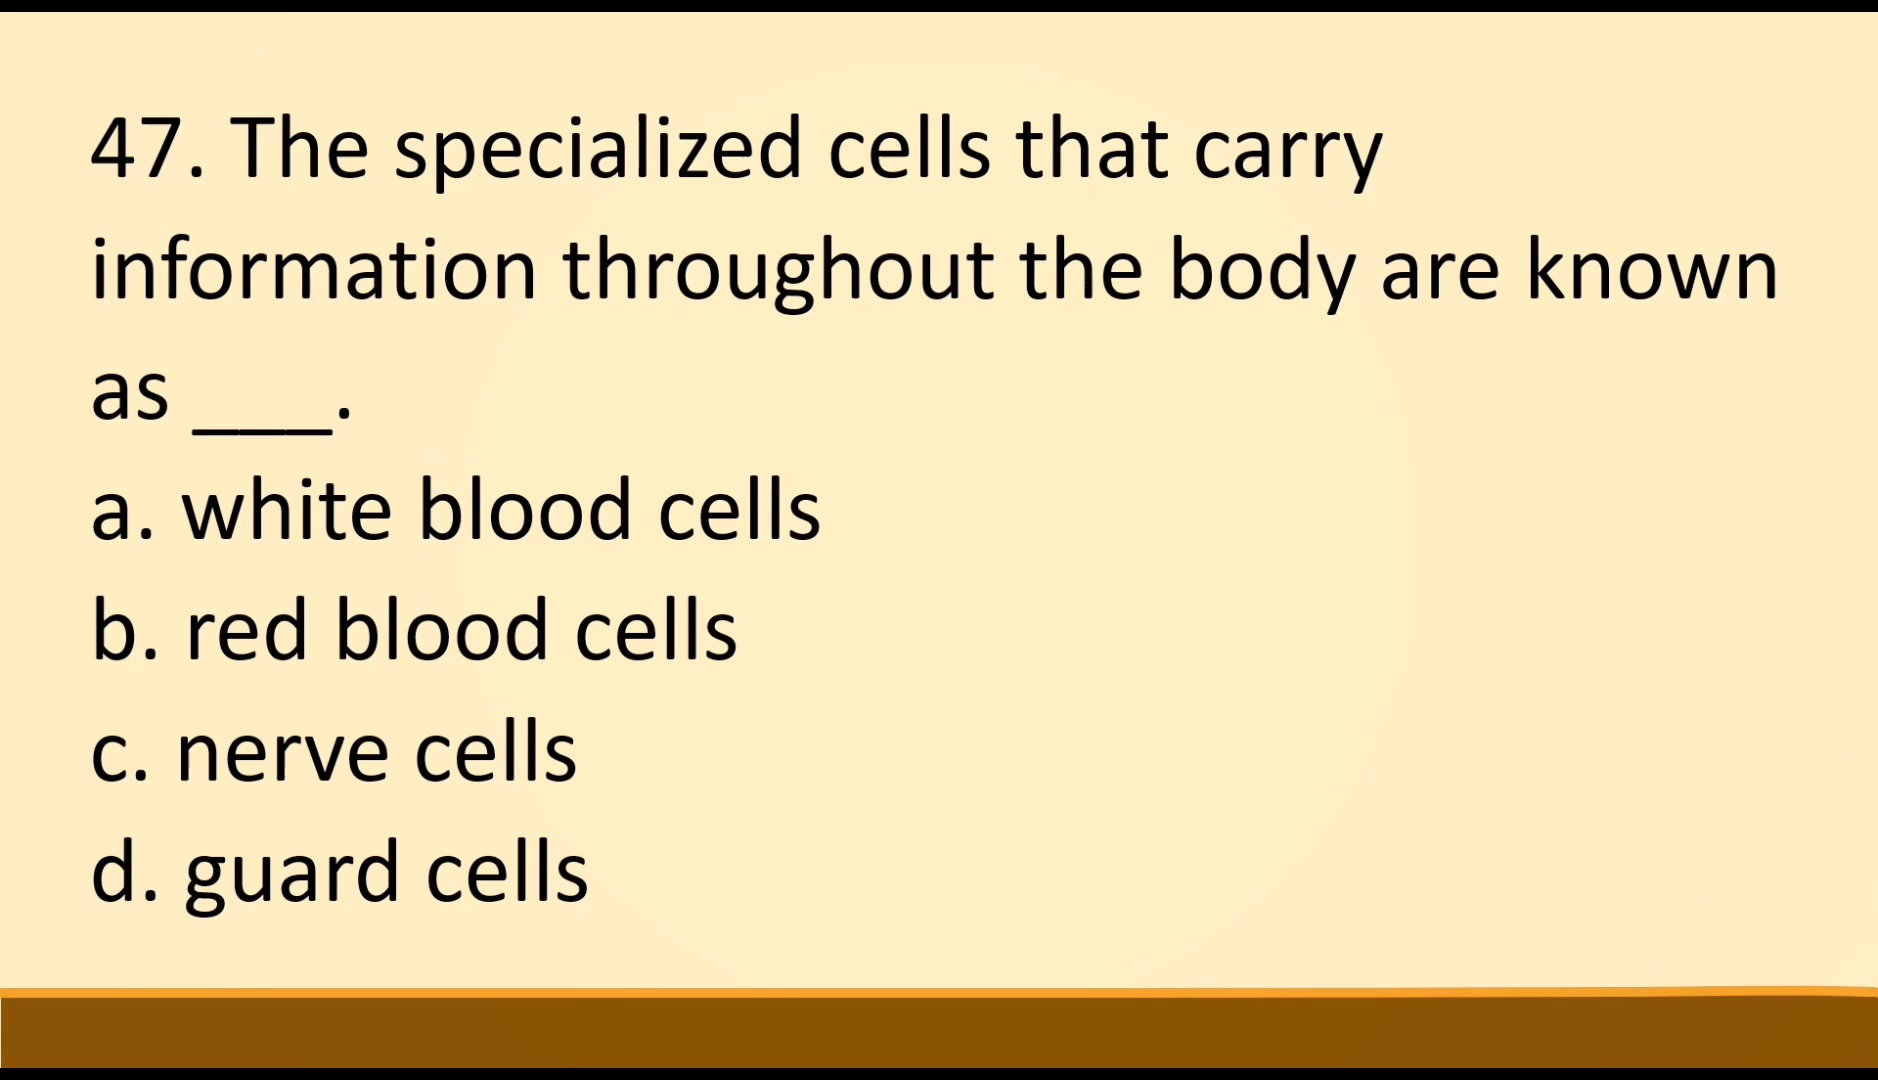 47. The specialized cells that carry
information throughout the body are known
as ___.
a. white blood cells
b. red blood cells
c. nerve cells
d. guard cells